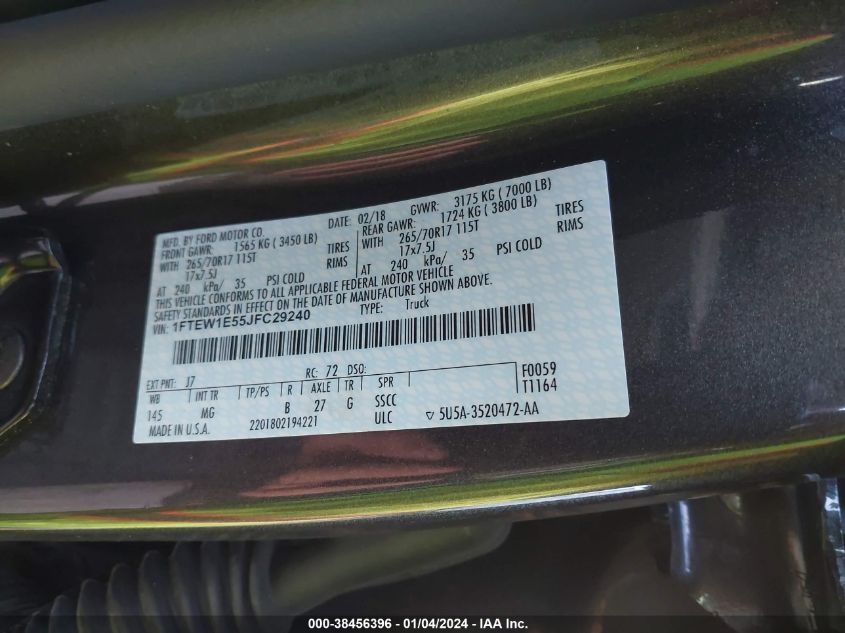 MFD. BY FORD MOTOR CO.
DATE: 02/18 GVWR: 3175 KG ( 7000 LB)
FRONT GAWR: 1565 KG ( 3450 LB)
REAR GAWR: 1724 KG ( 3800 LB)
WITH 265/70R17 115T TIRES
WITH 265/70R17 115T TIRES
17x7.5J RIMS
17x7.5J RIMS
AT 240 kPa/ 35 PSI COLD
AT 240 kPa/ 35 PSI COLD
THIS VEHICLE CONFORMS TO ALL APPLICABLE FEDERAL MOTOR VEHICLE
SAFETY STANDARDS IN EFFECT ON THE DATE OF MANUFACTURE SHOWN ABOVE.
VIN: 1FTEW1E55JFC29240 TYPE: Truck
EXT PNT: J7 RC: 72 DSO: F0059
WB INT TR TP/PS R AXLE TR SPR T1164
145 MG B 27 G SSCC
MADE IN U.S.A. 2201802194221 ULC ▽ 5U5A-3520472-AA
000-38456396 - 01/04/2024 - IAA Inc.